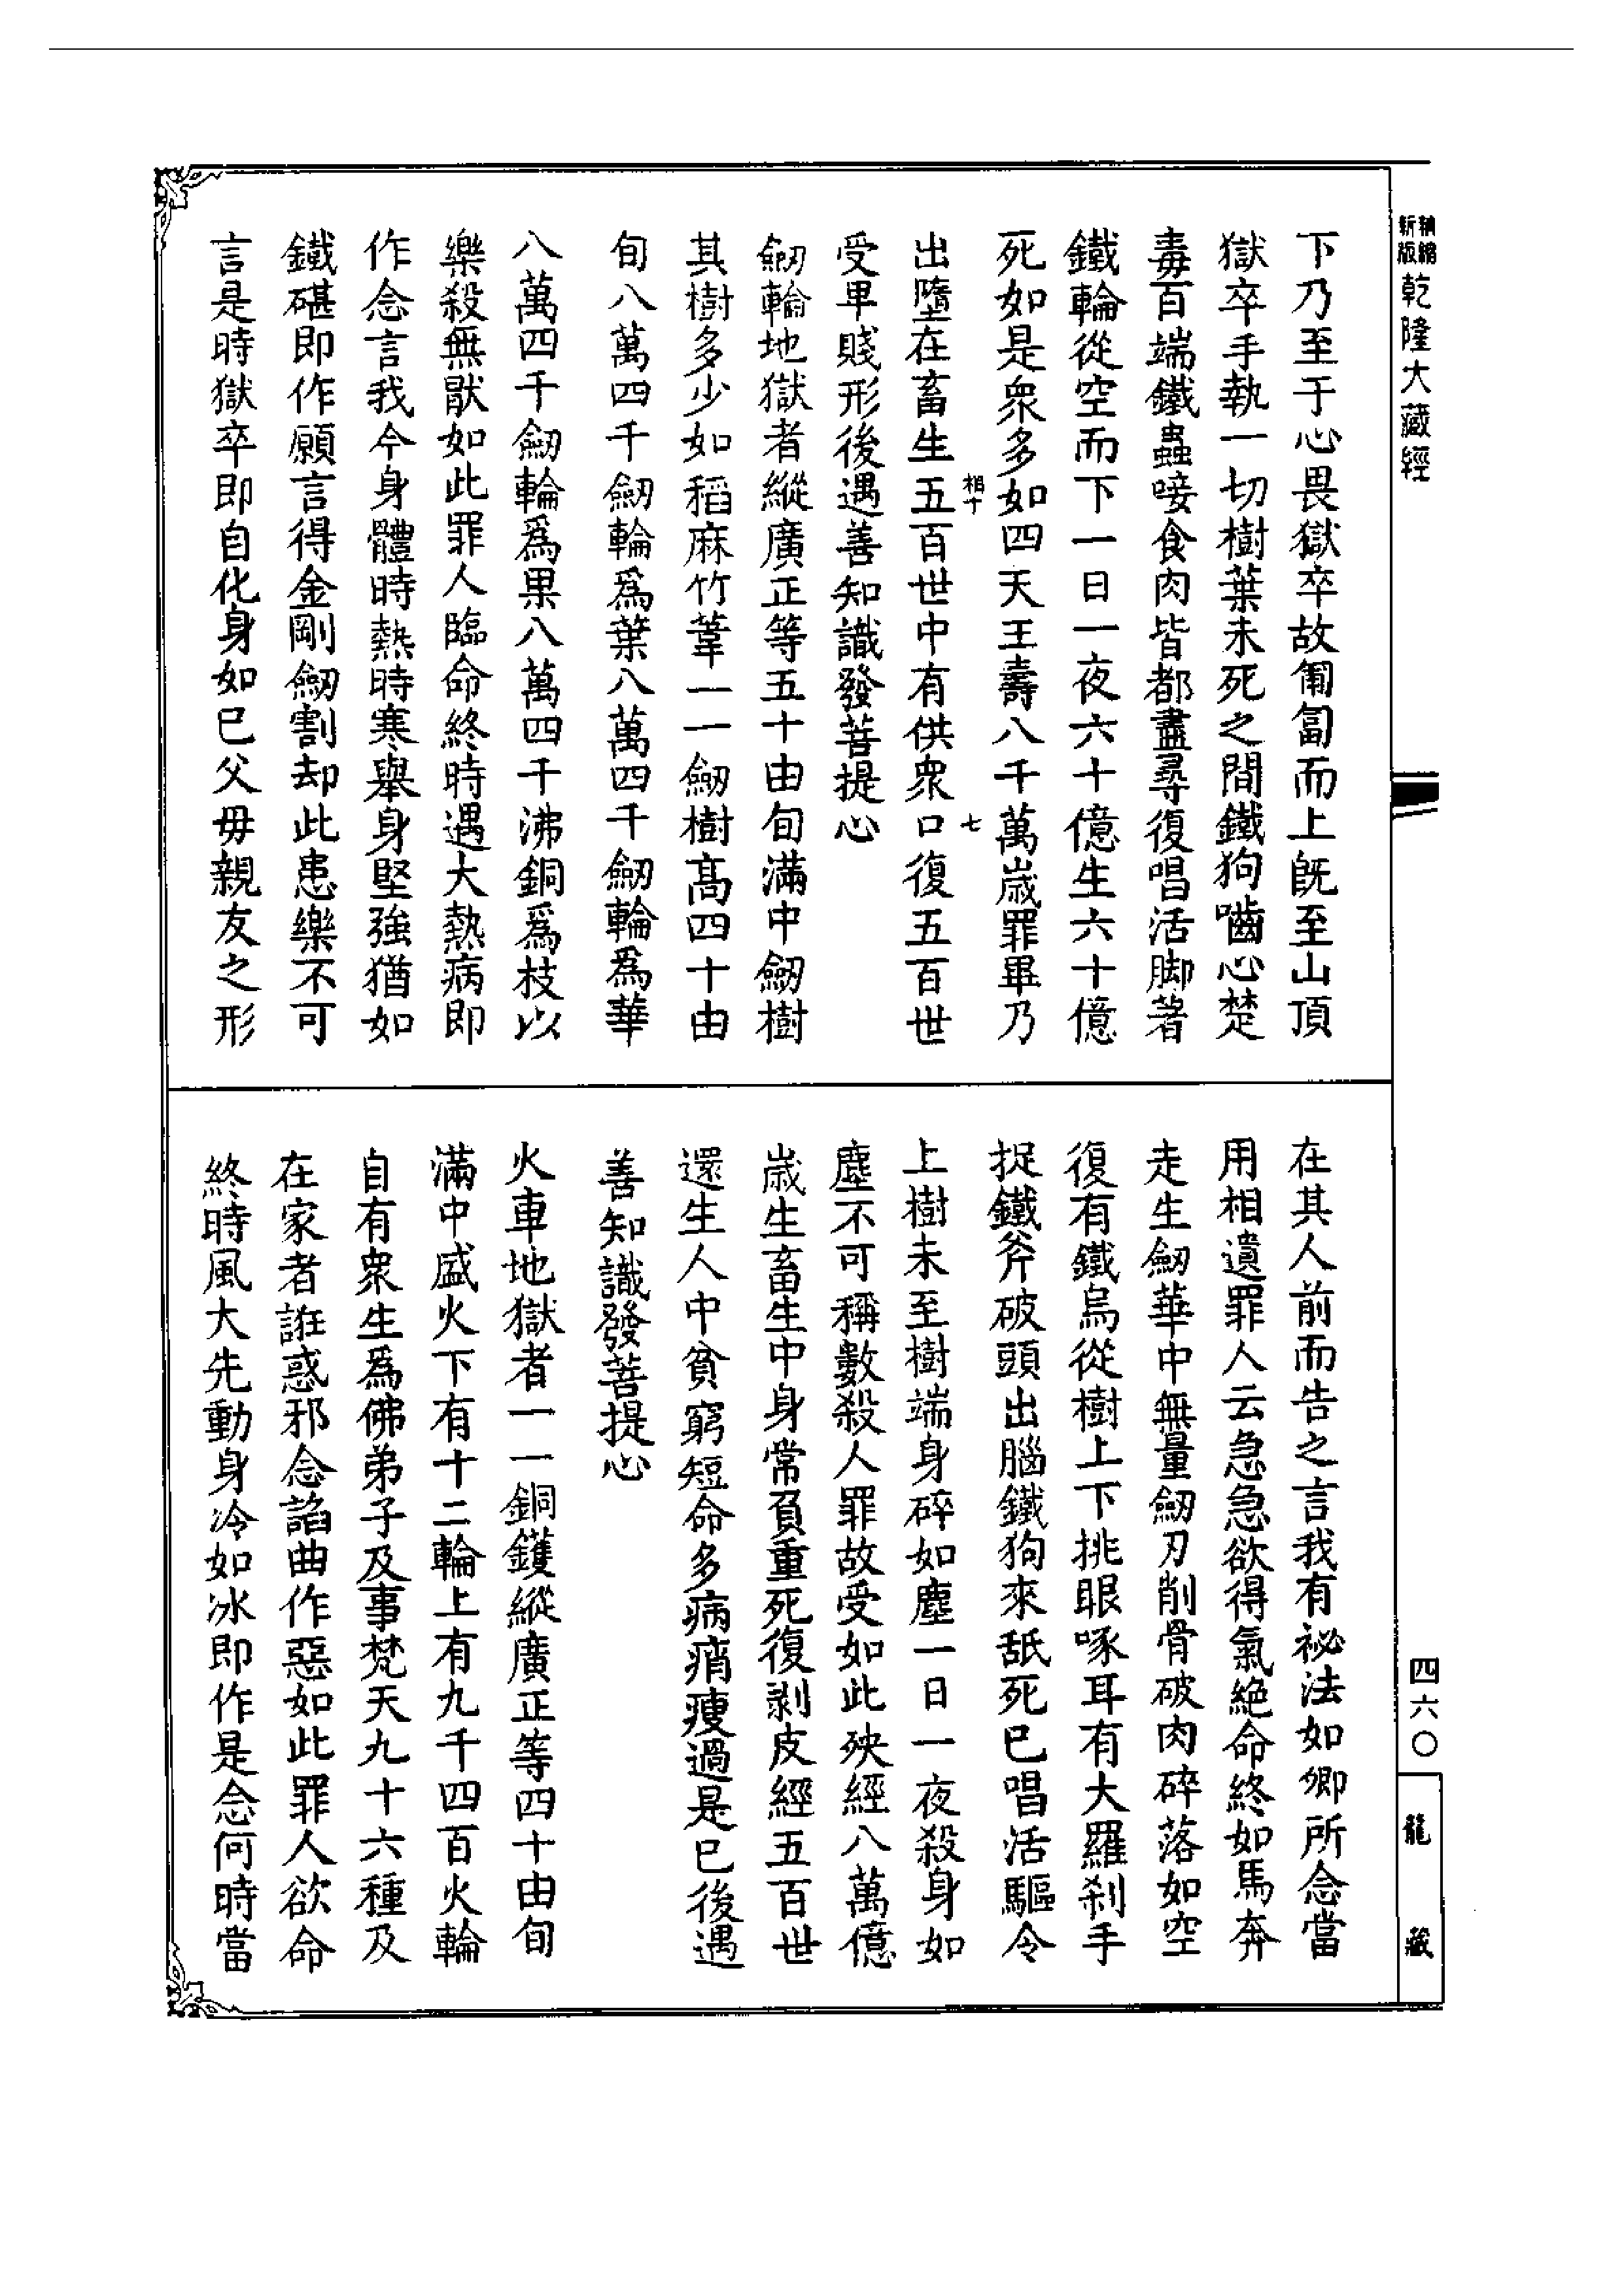 精縮新版乾隆大藏經
下乃至于心畏獄卒故匍匐而上旣至山頂
獄卒手執一切樹葉未死之間鐵狗嚙心楚
毒百端鐵蟲唼食肉皆都盡尋復唱活脚著
鐵輪從空而下一日一夜六十億生六十億
死如是衆多如四天王壽八千萬歲罪畢乃
出墮在畜生五百世中有供衆口復五百世
受卑賤形後遇善知識發菩提心
劒輪地獄者縱廣正等五十由旬滿中劒樹
其樹多少如稻麻竹葦一一劒樹高四十由
旬八萬四千劒輪爲葉八萬四千劒輪爲華
八萬四千劒輪爲果八萬四千沸銅爲枝以
樂殺無猒如此罪人臨命終時遇大熱病即
作念言我今身體時熱時寒舉身堅強猶如
鐵碪即作願言得金剛劒割却此患樂不可
言是時獄卒即自化身如已父母親友之形
在其人前而告之言我有祕法如卿所念當
用相遺罪人云急急欲得氣絶命終如馬奔
走生劒華中無量劒刃削骨破肉碎落如空
復有鐵烏從樹上下挑眼啄耳有大羅刹手
捉鐵斧破頭出腦鐵狗來舐死已唱活驅令
上樹未至樹端身碎如塵一日一夜殺身如
塵不可稱數殺人罪故受如此殃經八萬億
歲生畜生中身常負重死復剥皮經五百世
還生人中貧窮短命多病痟瘦過是已後遇
善知識發菩提心
火車地獄者一一銅鑊縱廣正等四十由旬
滿中盛火下有十二輪上有九千四百火輪
自有衆生爲佛弟子及事梵天九十六種及
在家者誑惑邪念諂曲作惡如此罪人欲命
終時風大先動身冷如冰即作是念何時當
七
四六〇
龍藏